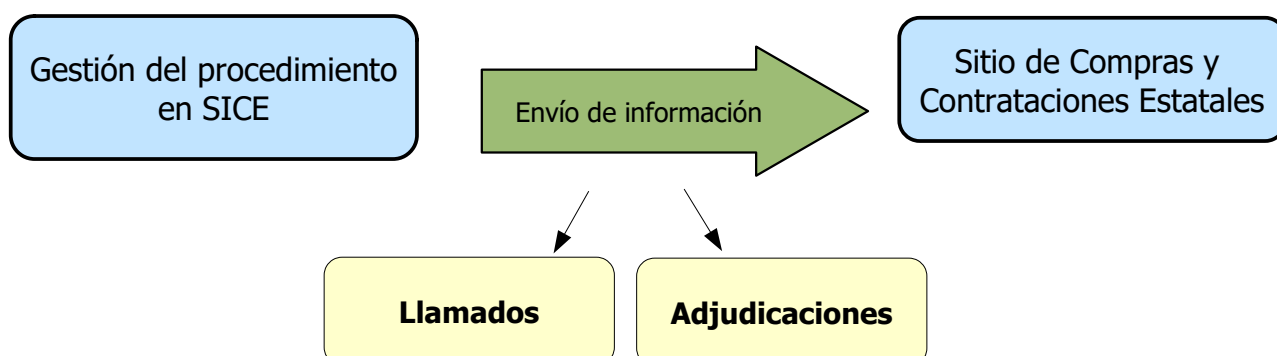 Gestión del procedimiento
en SICE
Envío de información
Sitio de Compras y
Contrataciones Estatales
Llamados
Adjudicaciones